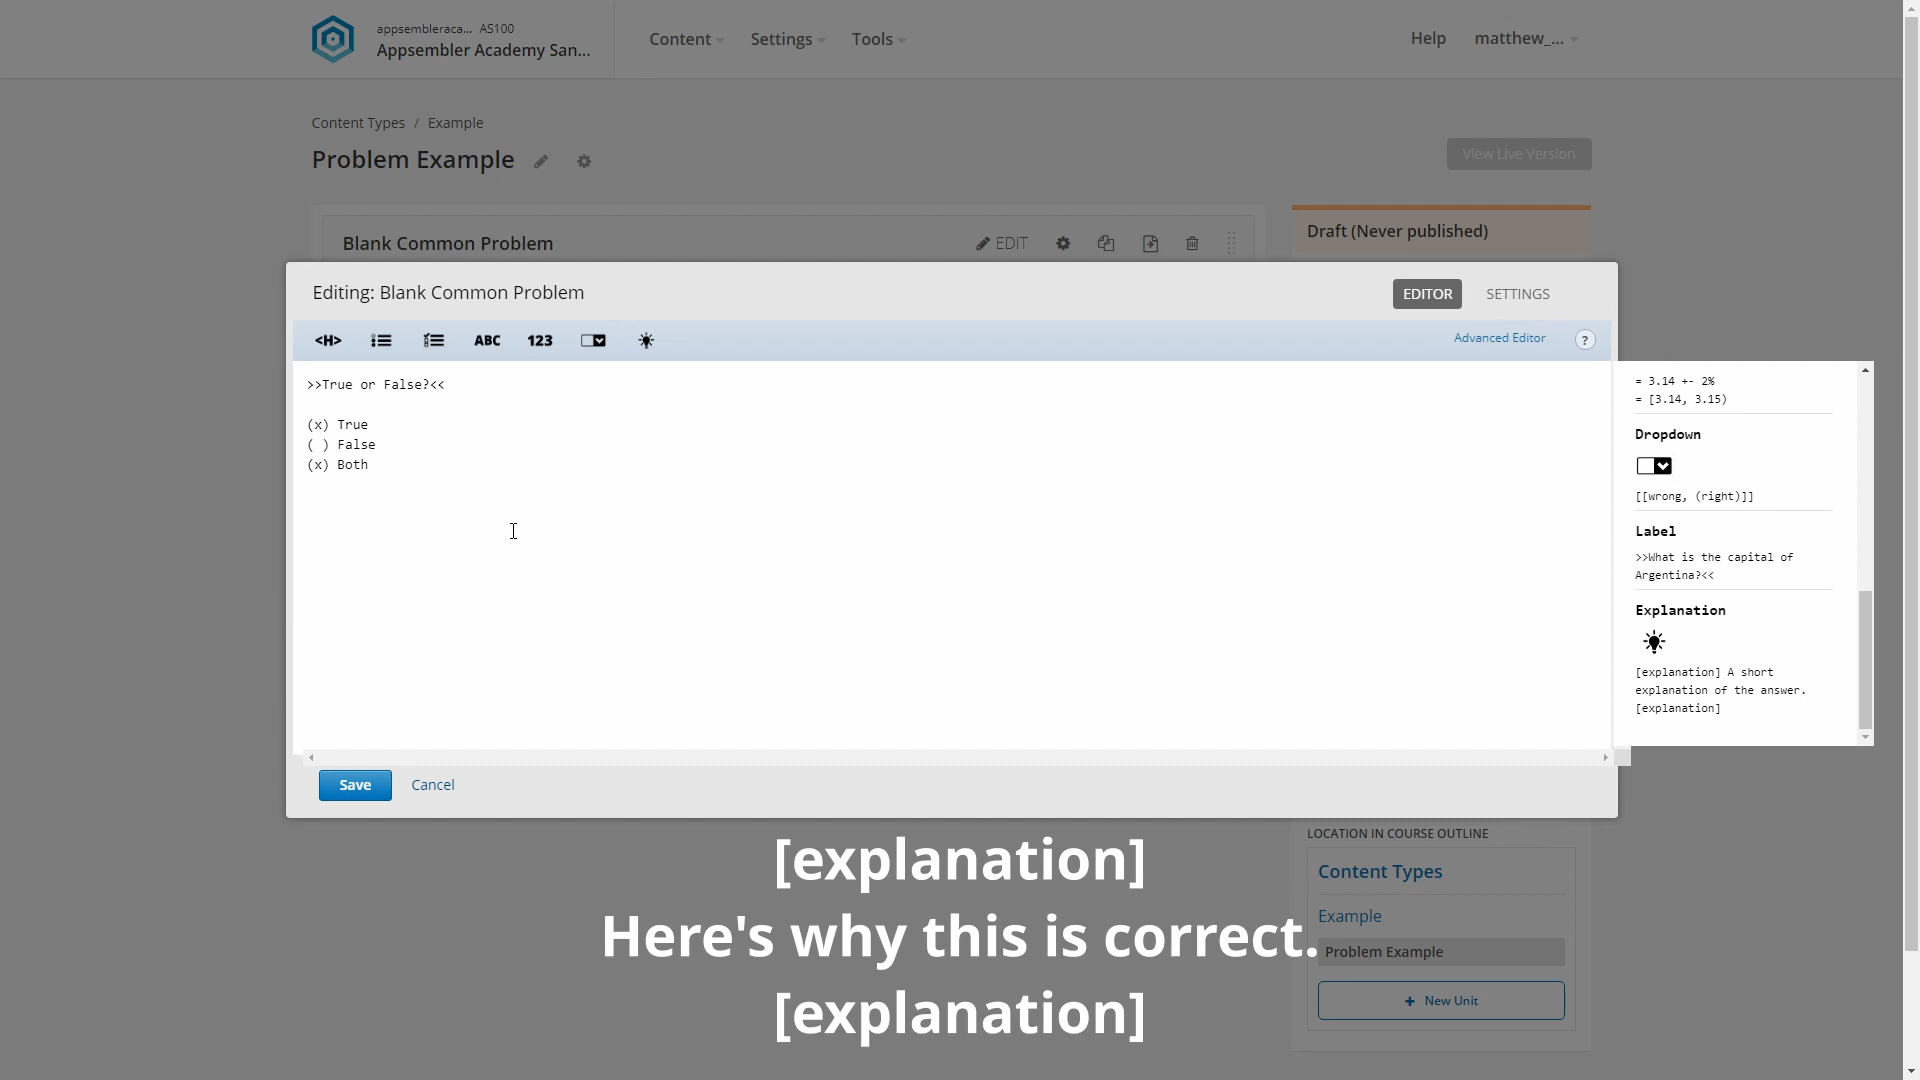 appsembleraca... AS100
Appsembler Academy San...
Content
Settings
Tools
Help
matthew_...
Content Types / Example
Problem Example
View Live Version
Blank Common Problem
EDIT
Draft (Never published)
Editing: Blank Common Problem
EDITOR
SETTINGS
<H>
ABC
123
Advanced Editor
?
>>True or False?<<
(x) True
( ) False
(x) Both
= 3.14 +- 2%
= [3.14, 3.15)
Dropdown
[[wrong, (right)]]
Label
>>What is the capital of
Argentina?<<
Explanation
[explanation] A short
explanation of the answer.
[explanation]
Save
Cancel
LOCATION IN COURSE OUTLINE
Content Types
Example
Problem Example
+ New Unit
[explanation]
Here's why this is correct.
[explanation]